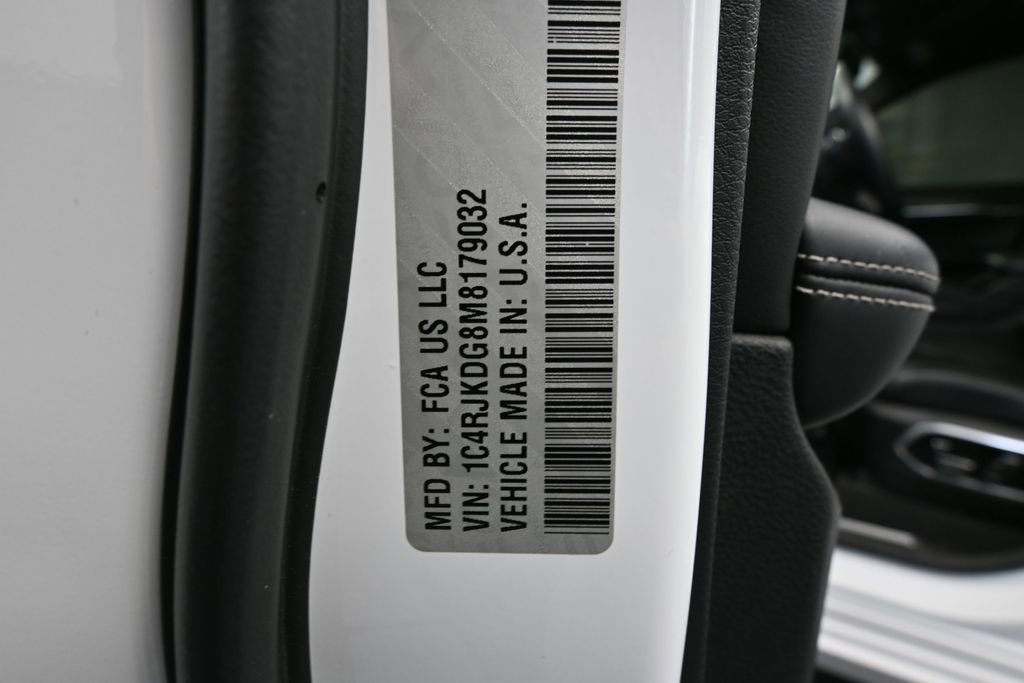 MFD BY: FCA US LLC
VIN: 1C4RJKDG8M8179032
VEHICLE MADE IN: U.S.A.